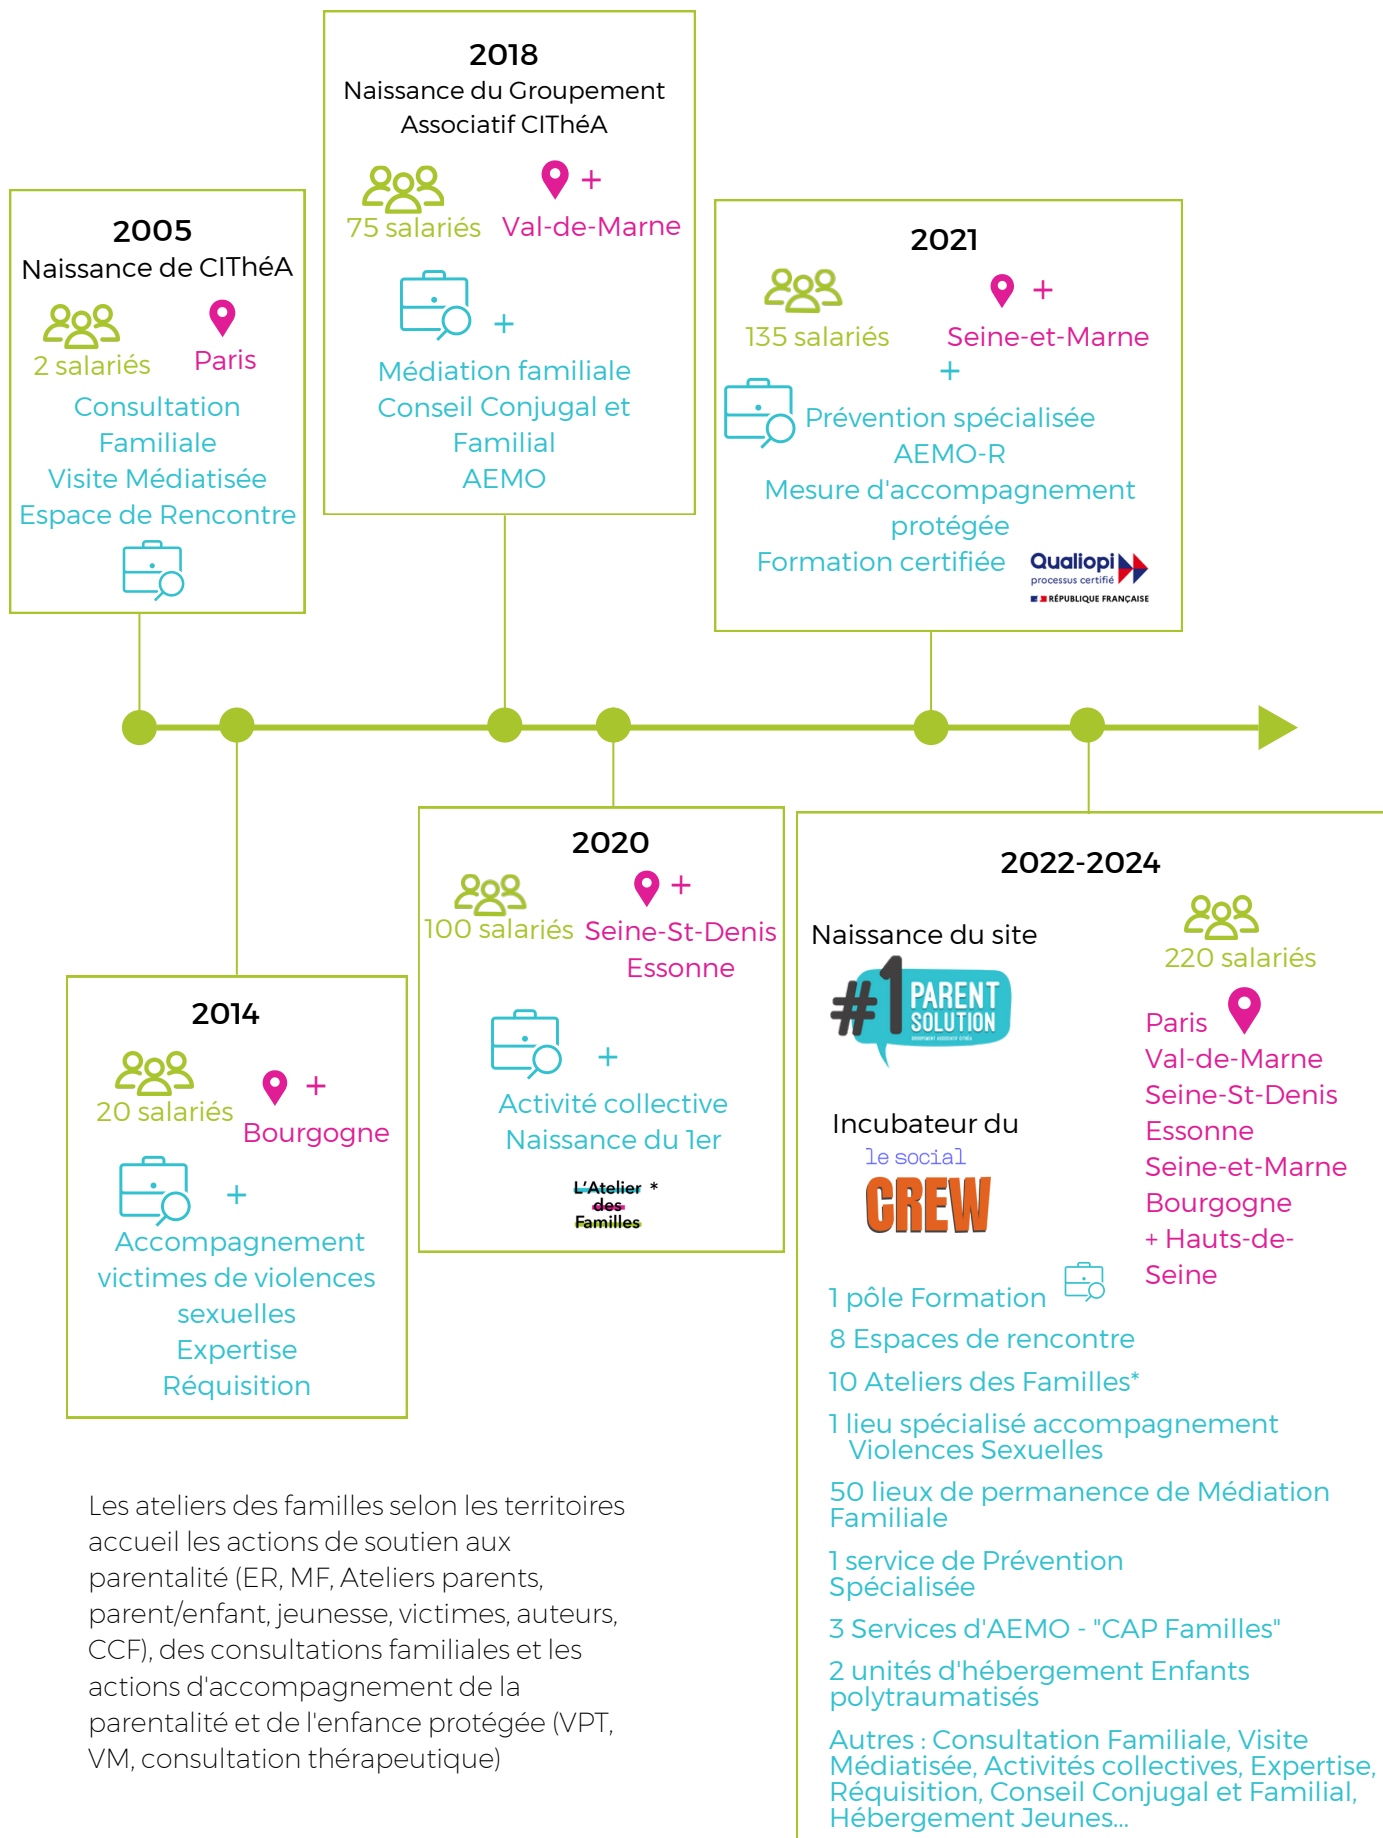 2005
Naissance de CIThéA
2 salariés
Paris
Consultation
Familiale
Visite Médiatisée
Espace de Rencontre
2014
20 salariés
+
Bourgogne
+
Accompagnement
victimes de violences
sexuelles
Expertise
Réquisition
2018
Naissance du Groupement
Associatif CIThéA
75 salariés
+
Val-de-Marne
+
Médiation familiale
Conseil Conjugal et
Familial
AEMO
2020
100 salariés
+
Seine-St-Denis
Essonne
+
Activité collective
Naissance du 1er
L'Atelier *
des
Familles
2021
135 salariés
+
Seine-et-Marne
+
Prévention spécialisée
AEMO-R
Mesure d'accompagnement
protégée
Formation certifiée
Qualiopi
processus certifié
RÉPUBLIQUE FRANÇAISE
2022-2024
Naissance du site
#1 PARENT
SOLUTION
GROUPEMENT ASSOCIATIF CITHÉA
Incubateur du
le social
CREW
220 salariés
Paris
Val-de-Marne
Seine-St-Denis
Essonne
Seine-et-Marne
Bourgogne
+ Hauts-de-
Seine
1 pôle Formation
8 Espaces de rencontre
10 Ateliers des Familles*
1 lieu spécialisé accompagnement
Violences Sexuelles
50 lieux de permanence de Médiation
Familiale
1 service de Prévention
Spécialisée
3 Services d'AEMO - "CAP Familles"
2 unités d'hébergement Enfants
polytraumatisés
Autres : Consultation Familiale, Visite
Médiatisée, Activités collectives, Expertise,
Réquisition, Conseil Conjugal et Familial,
Hébergement Jeunes...
Les ateliers des familles selon les territoires
accueil les actions de soutien aux
parentalité (ER, MF, Ateliers parents,
parent/enfant, jeunesse, victimes, auteurs,
CCF), des consultations familiales et les
actions d'accompagnement de la
parentalité et de l'enfance protégée (VPT,
VM, consultation thérapeutique)